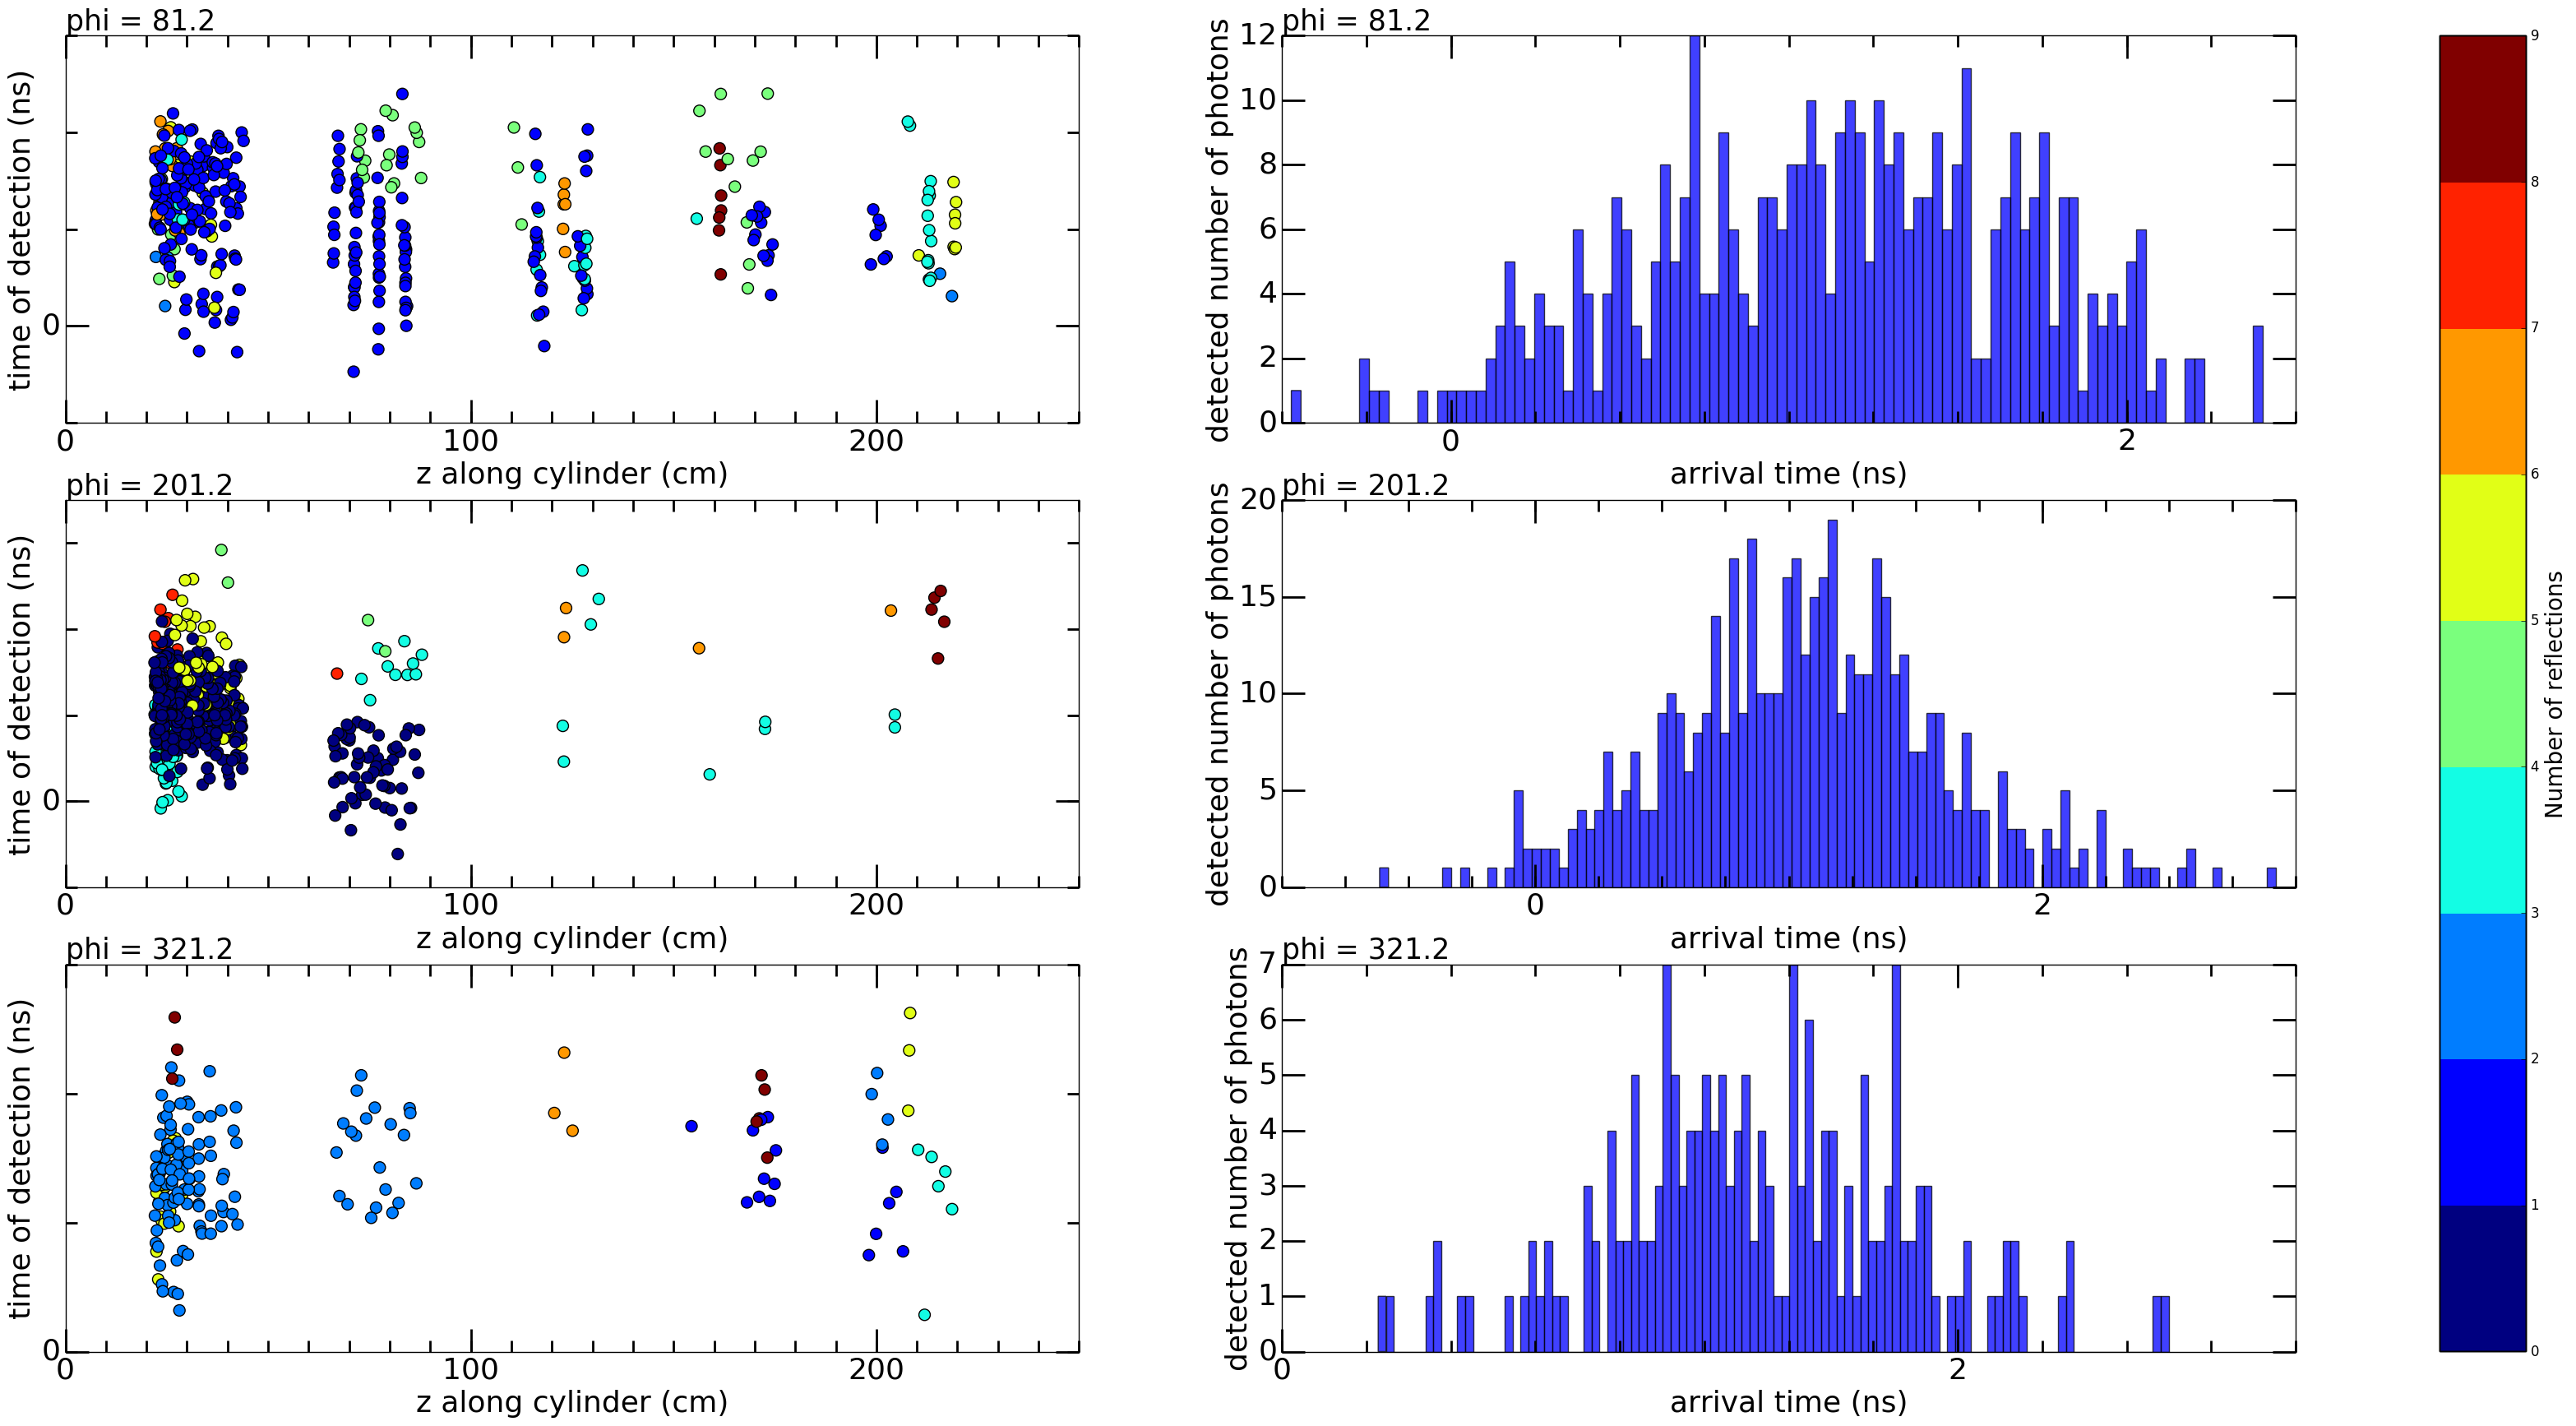 phi = 81.2
time of detection (ns)
0
0 100 200
z along cylinder (cm)
phi = 81.2
detected number of photons
12
10
8
6
4
2
0
0 2
arrival time (ns)
phi = 201.2
time of detection (ns)
0
0 100 200
z along cylinder (cm)
phi = 201.2
detected number of photons
20
15
10
5
0
0 2
arrival time (ns)
phi = 321.2
time of detection (ns)
0
0 100 200
z along cylinder (cm)
phi = 321.2
detected number of photons
7
6
5
4
3
2
1
0
0 2
arrival time (ns)
9
8
7
6
5
4
3
2
1
0
Number of reflections